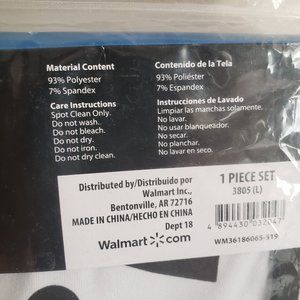 Material Content
93% Polyester
7% Spandex
Care Instructions
Spot Clean Only.
Do not wash.
Do not bleach.
Do not dry.
Do not iron.
Do not dry clean.
Contenido de la Tela
93% Poliéster
7% Espandex
Instrucciones de Lavado
Limpiar las manchas solamente.
No lavar.
No usar blanqueador.
No secar.
No planchar.
No lavar en seco.
Distributed by/Distribuido por
Walmart Inc.,
Bentonville, AR 72716
MADE IN CHINA/HECHO EN CHINA
Dept 18
Walmart.com
1 PIECE SET
3805 (L)
4 894430 032047
WM36186065-S19